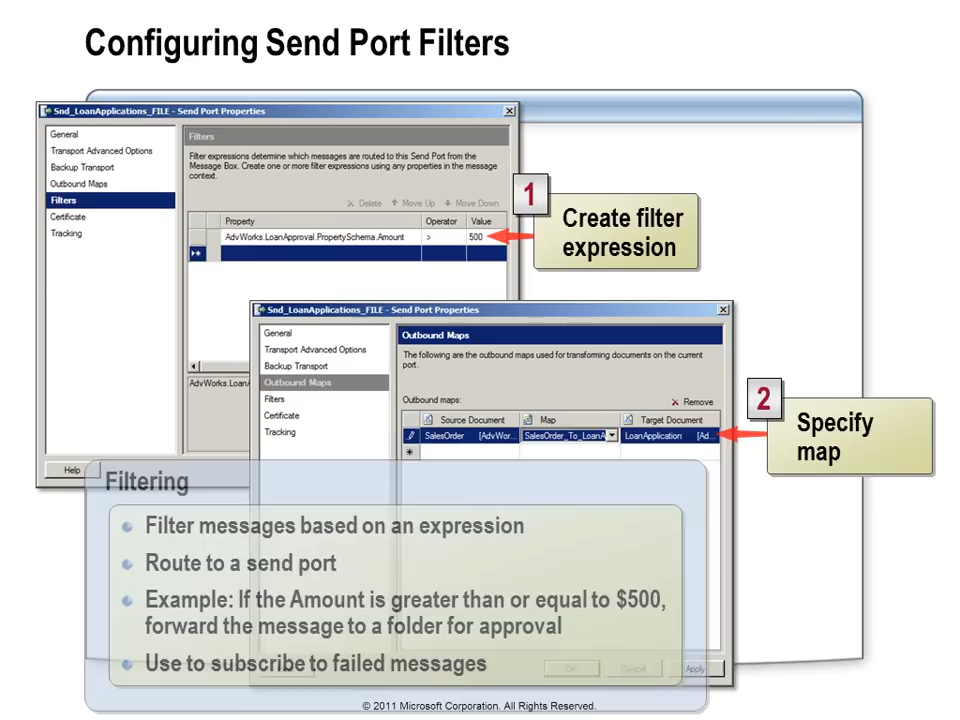 Configuring Send Port Filters
Snd_LoanApplications_FILE - Send Port Properties
General
Transport Advanced Options
Backup Transport
Outbound Maps
Filters
Certificate
Tracking
Filters
Filter expressions determine which messages are routed to this Send Port from the
Message Box. Create one or more filter expressions using any properties in the message
context.
Delete Move Up Move Down
Property Operator Value
AdvWorks.LoanApproval.PropertySchema.Amount > 500
AdvWorks.Loan
Help
1
Create filter
expression
Snd_LoanApplications_FILE - Send Port Properties
General
Transport Advanced Options
Backup Transport
Outbound Maps
Filters
Certificate
Tracking
Outbound Maps
The following are the outbound maps used for transforming documents on the current
port.
Outbound maps:
Remove
Source Document Map Target Document
SalesOrder [AdvWor... SalesOrder_To_LoanA LoanApplication [Ad...
2
Specify
map
Filtering
Filter messages based on an expression
Route to a send port
Example: If the Amount is greater than or equal to $500,
forward the message to a folder for approval
Use to subscribe to failed messages
Cancel Apply
© 2011 Microsoft Corporation. All Rights Reserved.